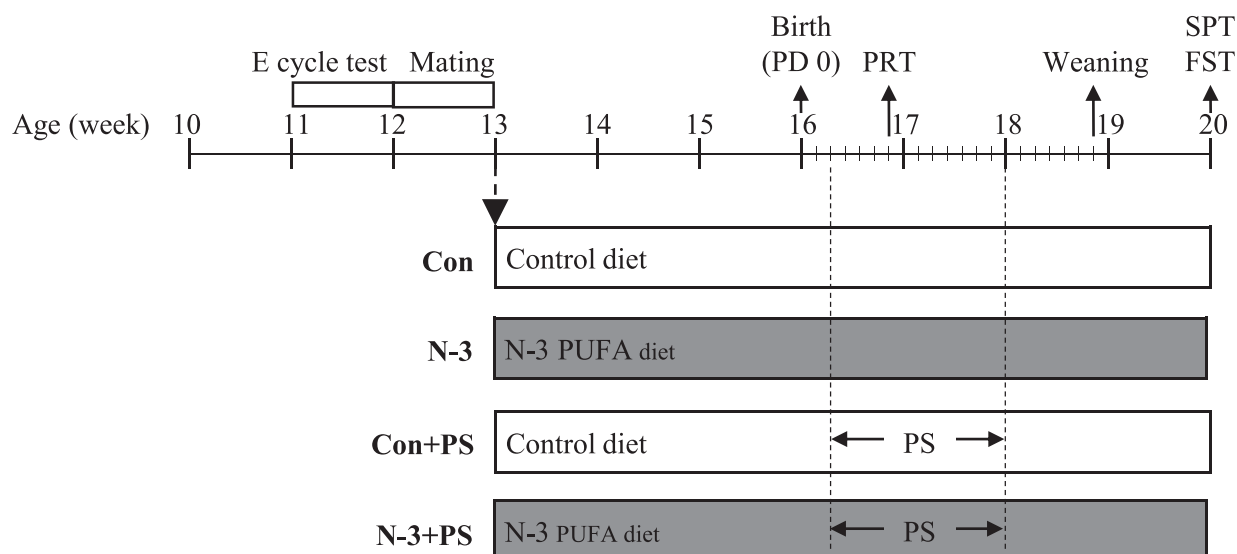 Birth
(PD 0)
SPT
FST
E cycle test
Mating
PRT
Weaning
Age (week)
10
11
12
13
14
15
16
17
18
19
20
Con
Control diet
N-3
N-3 PUFA diet
Con+PS
Control diet
PS
N-3+PS
N-3 PUFA diet
PS